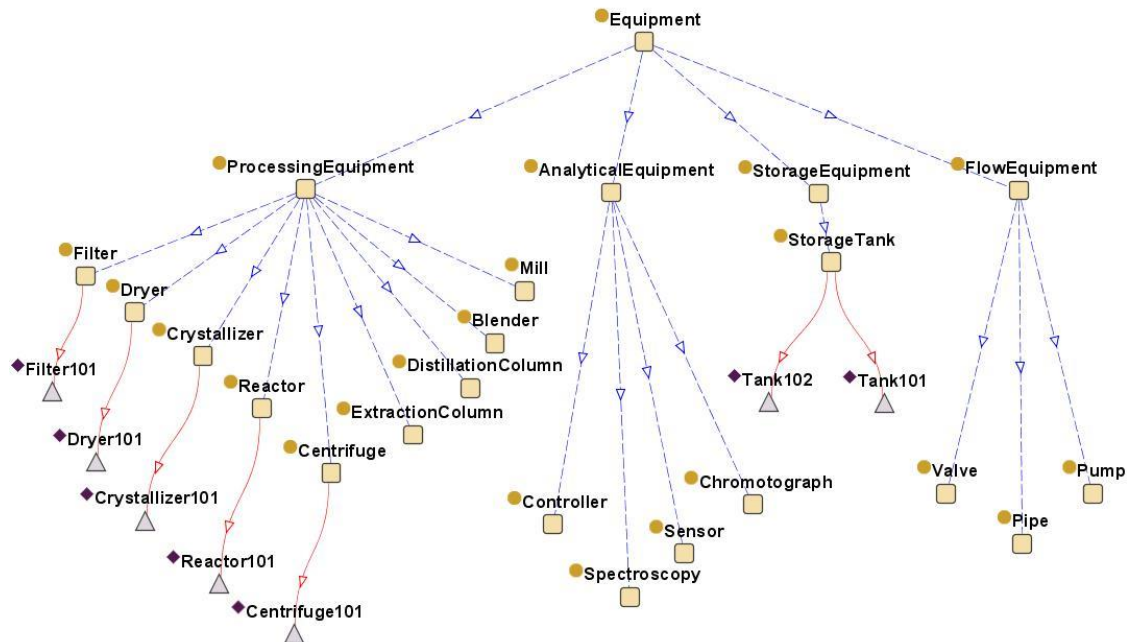 Equipment
ProcessingEquipment
AnalyticalEquipment
StorageEquipment
FlowEquipment
Filter
Dryer
Crystallizer
Reactor
Centrifuge
ExtractionColumn
DistillationColumn
Blender
Mill
StorageTank
Filter101
Dryer101
Crystallizer101
Reactor101
Centrifuge101
Tank102
Tank101
Controller
Spectroscopy
Sensor
Chromotograph
Valve
Pipe
Pump